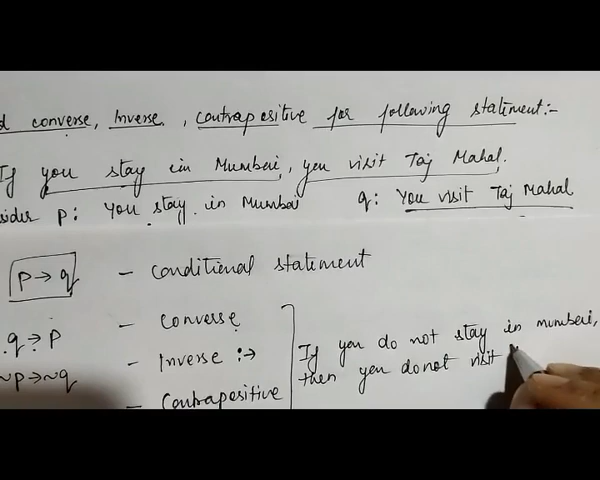 d converse, Inverse, Contrapositive for following statement:-
If you stay in Mumbai, you visit Taj Mahal.
sider p: You stay in Mumbai q: You visit Taj Mahal
p→q - Conditional statement
q→p - Converse
~p→~q - Inverse :→
- Contrapositive
If you do not stay in mumbai,
then you donot visit